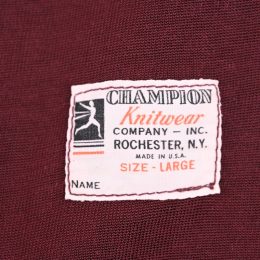 CHAMPION
Knitwear
COMPANY - INC.
ROCHESTER, N.Y.
MADE IN U.S.A.
SIZE - LARGE
NAME